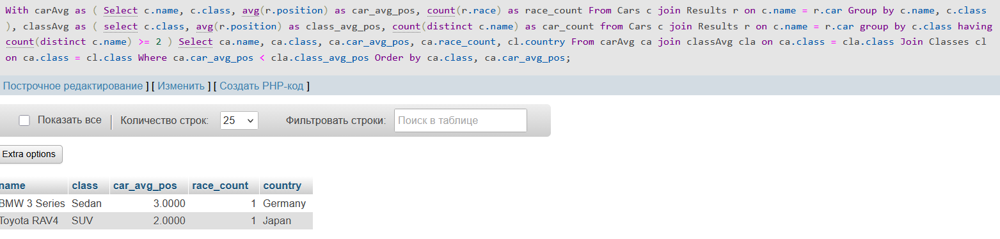 With carAvg as ( Select c.name, c.class, avg(r.position) as car_avg_pos, count(r.race) as race_count From Cars c join Results r on c.name = r.car Group by c.name, c.class
), classAvg as ( select c.class, avg(r.position) as class_avg_pos, count(distinct c.name) as car_count from Cars c join Results r on c.name = r.car group by c.class having
count(distinct c.name) >= 2 ) Select ca.name, ca.class, ca.car_avg_pos, ca.race_count, cl.country From carAvg ca join classAvg cla on ca.class = cla.class Join Classes cl
on ca.class = cl.class Where ca.car_avg_pos < cla.class_avg_pos Order by ca.class, ca.car_avg_pos;
Построчное редактирование ] [ Изменить ] [ Создать PHP-код ]
Показать все | Количество строк: 25 Фильтровать строки: Поиск в таблице
Extra options
name class car_avg_pos race_count country
BMW 3 Series Sedan 3.0000 1 Germany
Toyota RAV4 SUV 2.0000 1 Japan